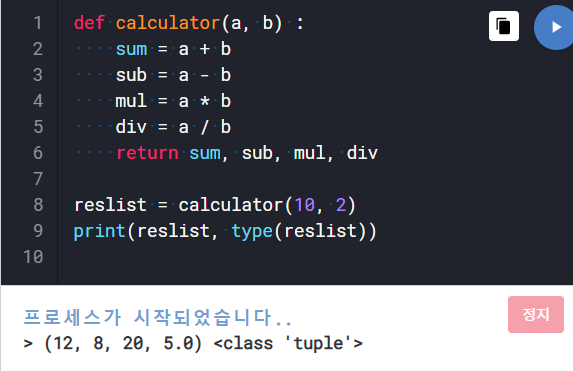 1 def calculator(a, b) :
2     sum = a + b
3     sub = a - b
4     mul = a * b
5     div = a / b
6     return sum, sub, mul, div
7
8 reslist = calculator(10, 2)
9 print(reslist, type(reslist))
10
프로세스가 시작되었습니다..
정지
> (12, 8, 20, 5.0) <class 'tuple'>